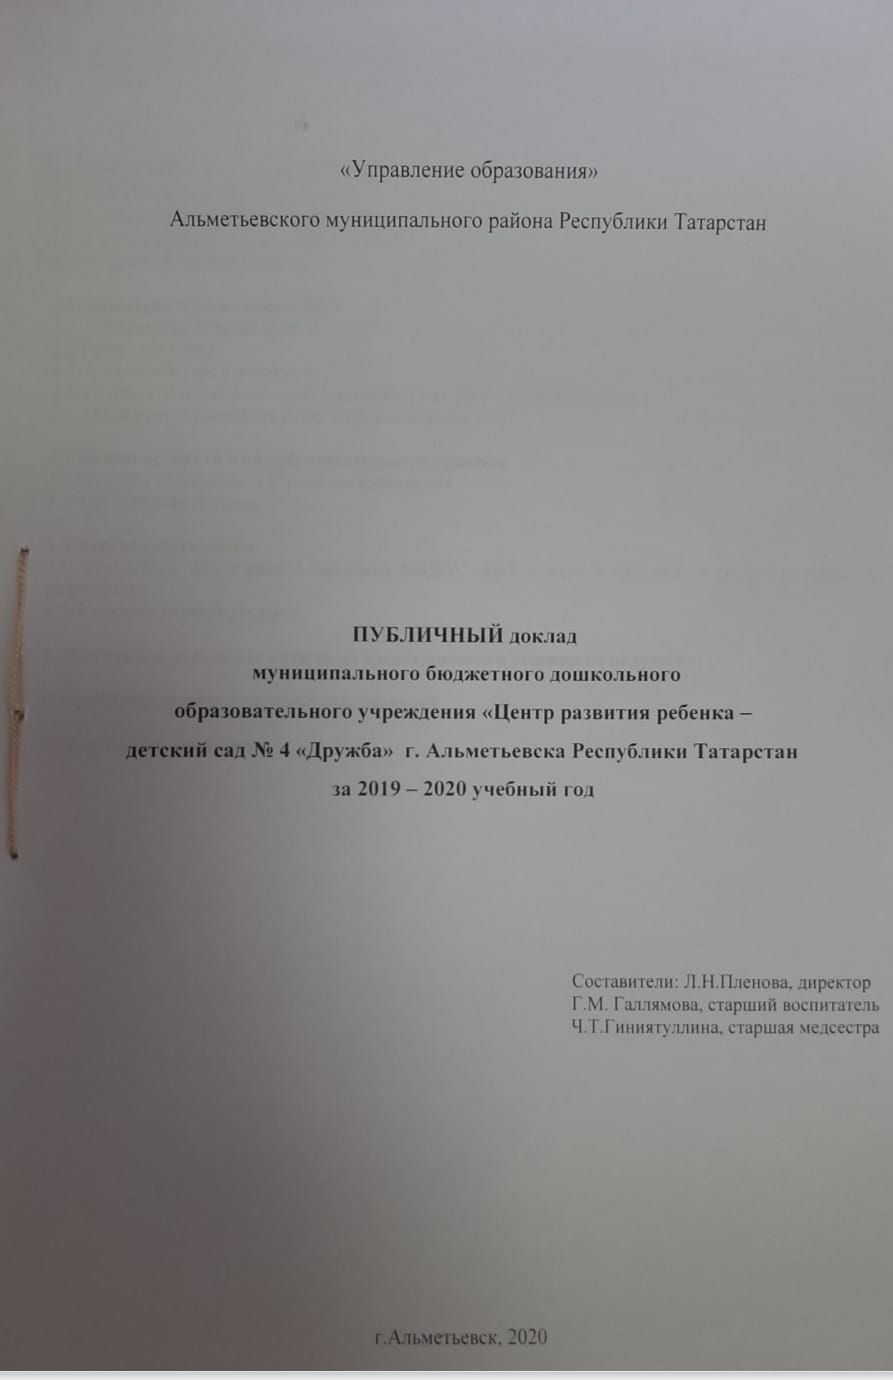 «Управление образования»
Альметьевского муниципального района Республики Татарстан
ПУБЛИЧНЫЙ доклад
муниципального бюджетного дошкольного
образовательного учреждения «Центр развития ребенка –
детский сад № 4 «Дружба» г. Альметьевска Республики Татарстан
за 2019 – 2020 учебный год
Составители: Л.Н.Пленова, директор
Г.М. Галлямова, старший воспитатель
Ч.Т.Гиниятуллина, старшая медсестра
г.Альметьевск, 2020